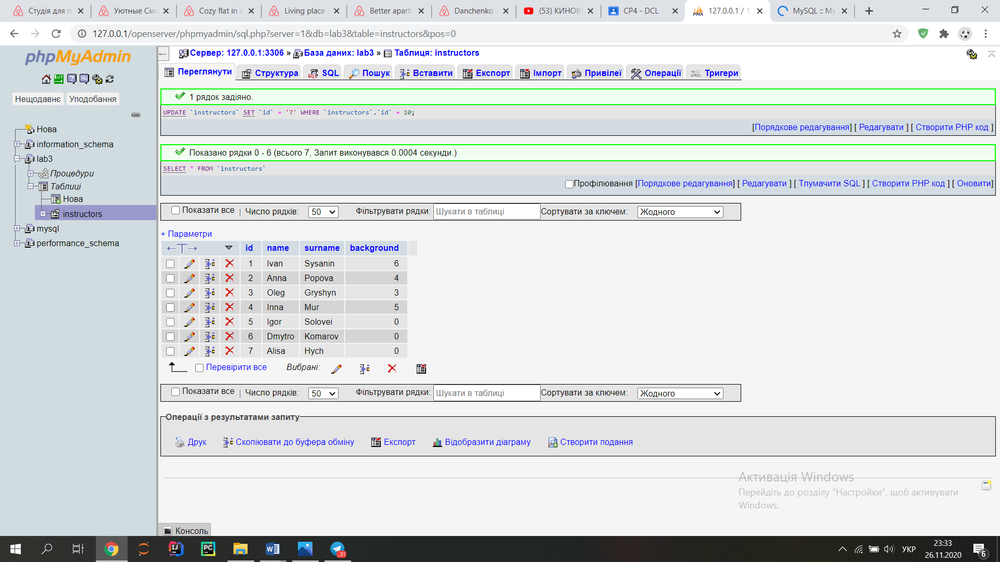 Студія для п
Уютные Сма
Cozy flat in s
Living place
Better apart
Danchenko a
(53) КИНОВ
CP4 - DCL
PMA
127.0.0.1 / 1
MySQL :: My
127.0.0.1/openserver/phpmyadmin/sql.php?server=1&db=lab3&table=instructors&pos=0
phpMyAdmin
Нещодавнє Уподобання
Нова
information_schema
lab3
Процедури
Таблиці
Нова
instructors
mysql
performance_schema
Сервер: 127.0.0.1:3306 » База даних: lab3 » Таблиця: instructors
Переглянути Структура SQL Пошук Вставити Експорт Імпорт Привілеї Операції Тригери
1 рядок задіяно.
UPDATE `instructors` SET `id` = '7' WHERE `instructors`.`id` = 10;
[Порядкове редагування] [ Редагувати ] [ Створити PHP код ]
Показано рядки 0 - 6 (всього 7, Запит виконувався 0.0004 секунди.)
SELECT * FROM `instructors`
Профілювання [Порядкове редагування] [ Редагувати ] [ Тлумачити SQL ] [ Створити PHP код ] [ Оновити]
Показати все | Число рядків: 50 Фільтрувати рядки: Шукати в таблиці Сортувати за ключем: Жодного
+ Параметри
←T→ id name surname background
1 Ivan Sysanin 6
2 Anna Popova 4
3 Oleg Gryshyn 3
4 Inna Mur 5
5 Igor Solovei 0
6 Dmytro Komarov 0
7 Alisa Hych 0
Перевірити все Вибрані:
Показати все | Число рядків: 50 Фільтрувати рядки: Шукати в таблиці Сортувати за ключем: Жодного
Операції з результатами запиту
Друк Скопіювати до буфера обміну Експорт Відобразити діаграму Створити подання
Активація Windows
Перейдіть до розділу "Настройки", щоб активувати
Windows.
Консоль
УКР
23:33
26.11.2020
6